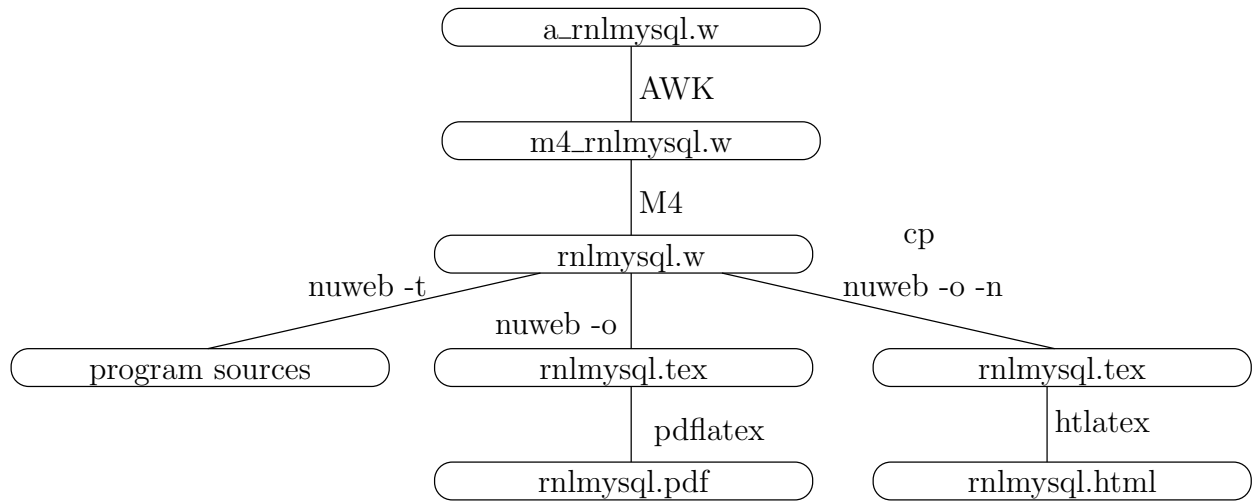 a_rnlmysql.w
AWK
m4_rnlmysql.w
M4
cp
rnlmysql.w
nuweb -t
nuweb -o -n
nuweb -o
program sources
rnlmysql.tex
rnlmysql.tex
pdflatex
htlatex
rnlmysql.pdf
rnlmysql.html